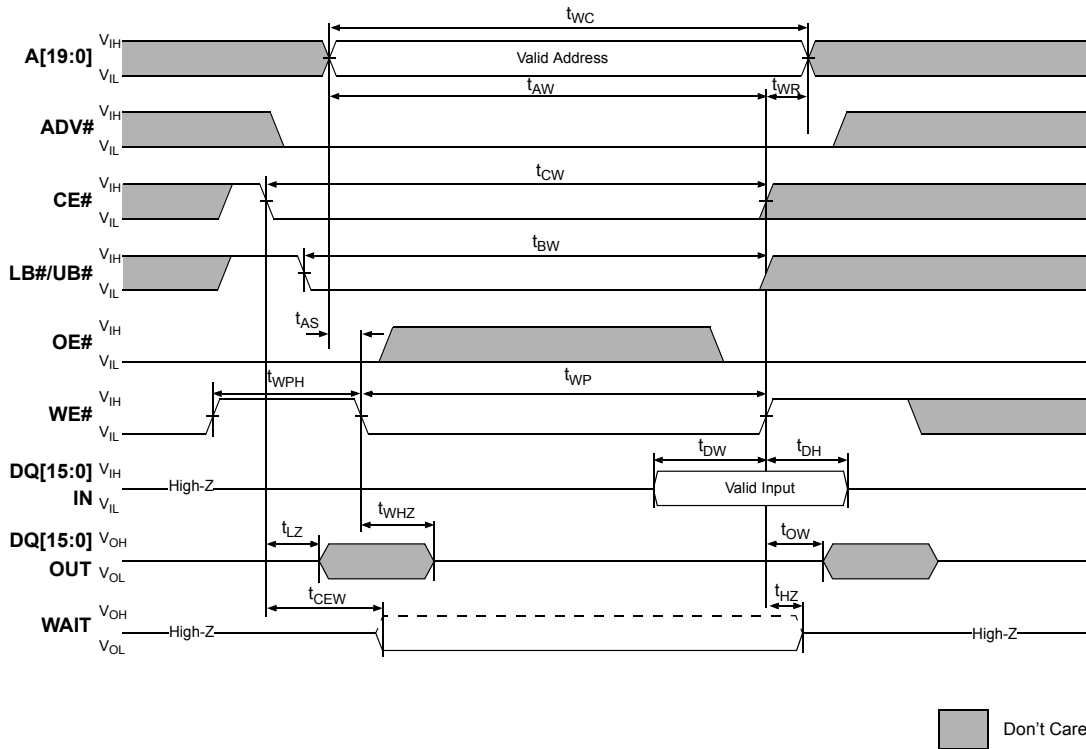 tWC
A[19:0] VIH
VIL
Valid Address
tAW
tWR
ADV# VIH
VIL
CE# VIH
VIL
tCW
LB#/UB# VIH
VIL
tBW
tAS
OE# VIH
VIL
tWPH
tWP
WE# VIH
VIL
tDW
tDH
DQ[15:0] VIH
IN VIL
High-Z
Valid Input
tWHZ
tLZ
tOW
DQ[15:0] VOH
OUT VOL
tCEW
tHZ
WAIT VOH
VOL
High-Z
High-Z
Don't Care